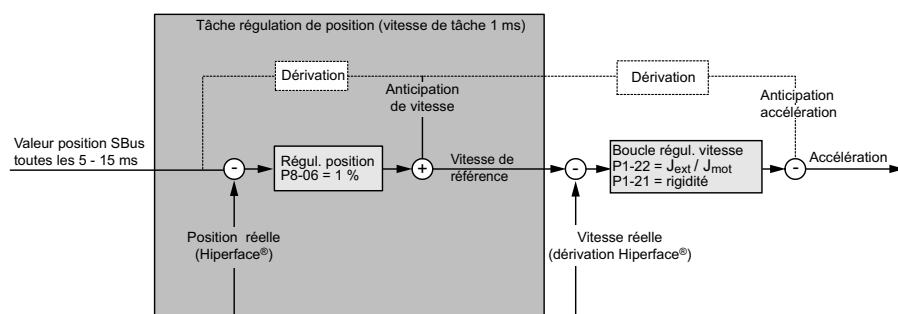 Tâche régulation de position (vitesse de tâche 1 ms)
Dérivation
Dérivation
Anticipation
de vitesse
Anticipation
accélération
Valeur position SBus
toutes les 5 - 15 ms
-
Régul. position
P8-06 = 1 %
+
Vitesse de
référence
-
Boucle régul. vitesse
P1-22 = Jext / Jmot
P1-21 = rigidité
-
Accélération
Position réelle
(Hiperface®)
Vitesse réelle
(dérivation Hiperface®)